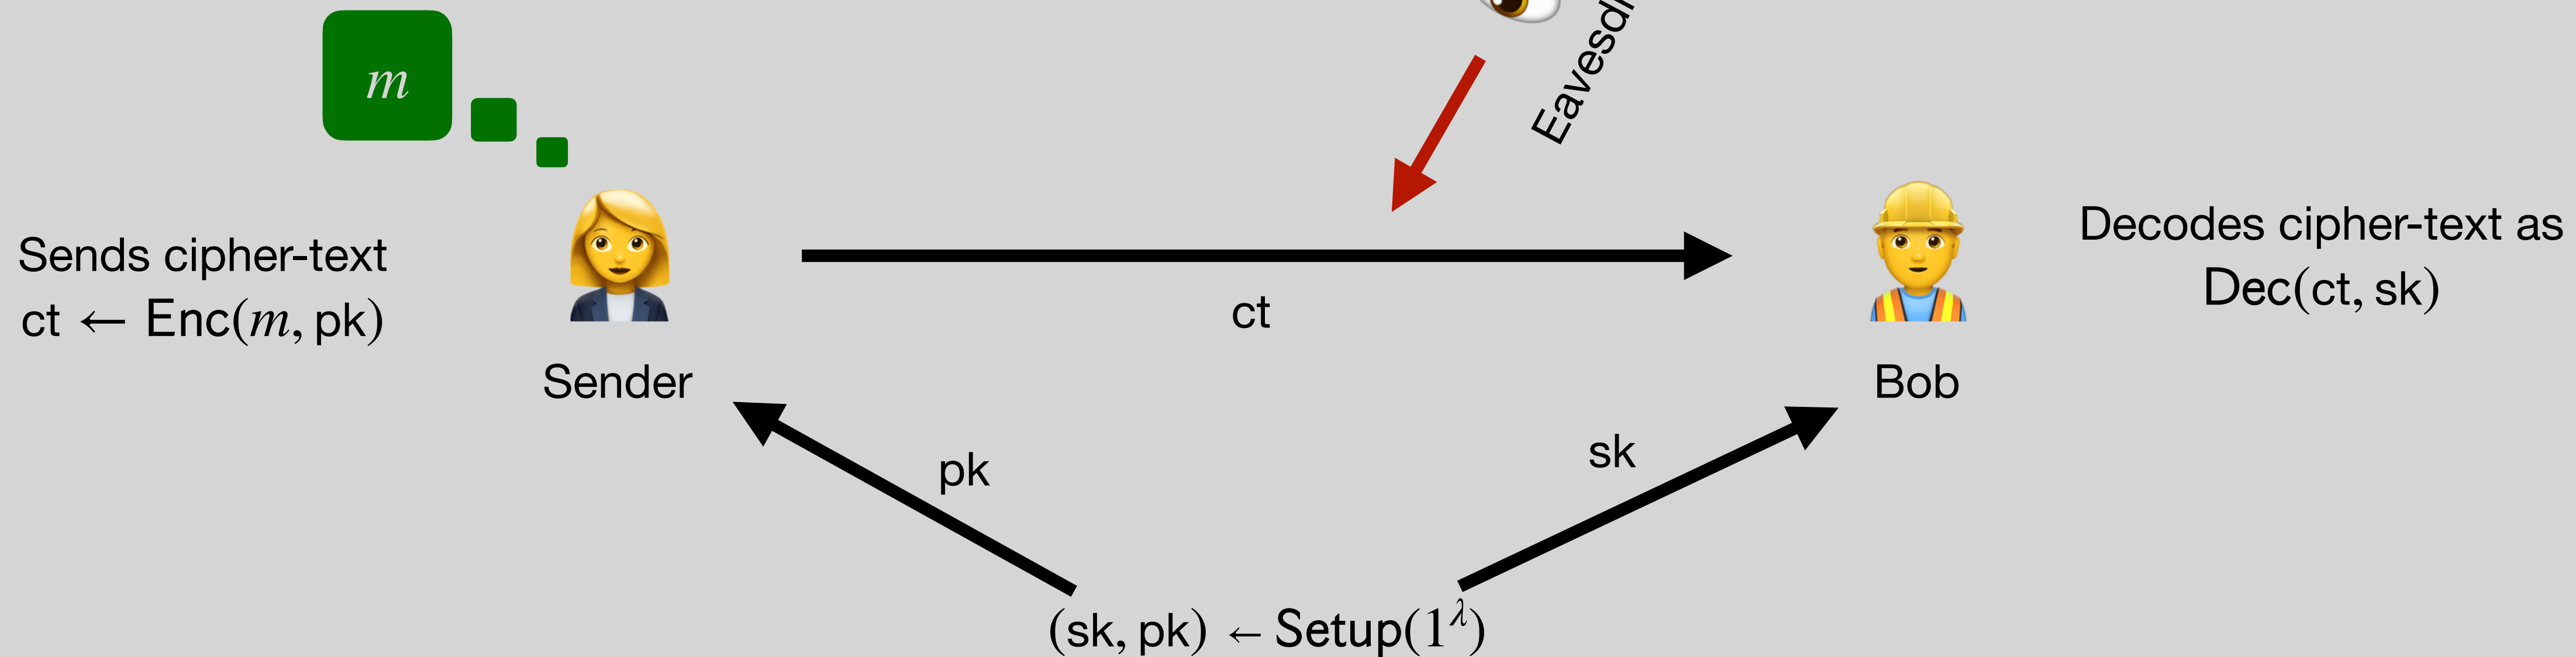 m
Sends cipher-text
ct ← Enc(m, pk)
Sender
ct
Bob
Decodes cipher-text as
Dec(ct, sk)
pk
sk
(sk, pk) ← Setup(1^λ)